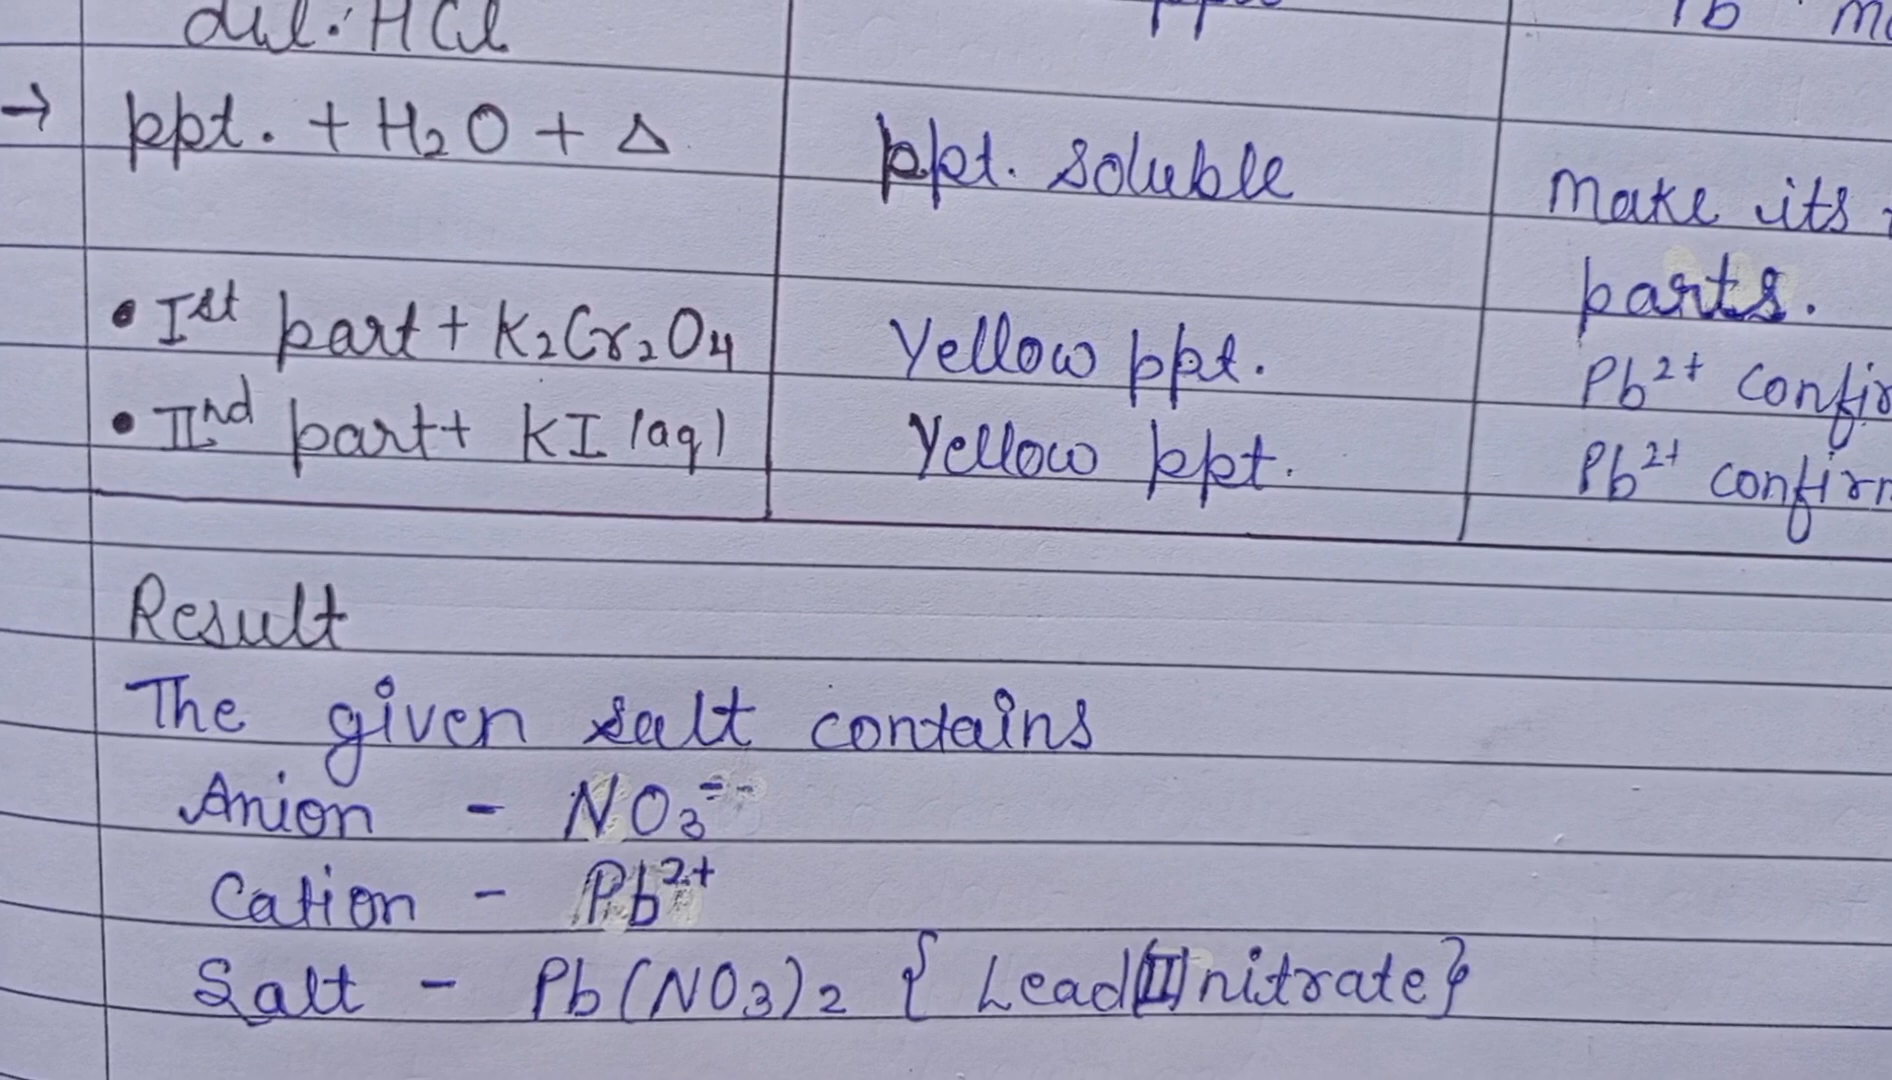 dil. HCl
→ ppt. + H₂O + Δ ppt. soluble
Make its
parts.
• Iˢᵗ part + K₂Cr₂O₄ Yellow ppt. Pb²⁺ confir
• IIⁿᵈ part + KI (aq) Yellow ppt. Pb²⁺ confirm
Result
The given salt contains
Anion - NO₃⁻
Cation - Pb²⁺
Salt - Pb(NO₃)₂ { Lead(II) nitrate}